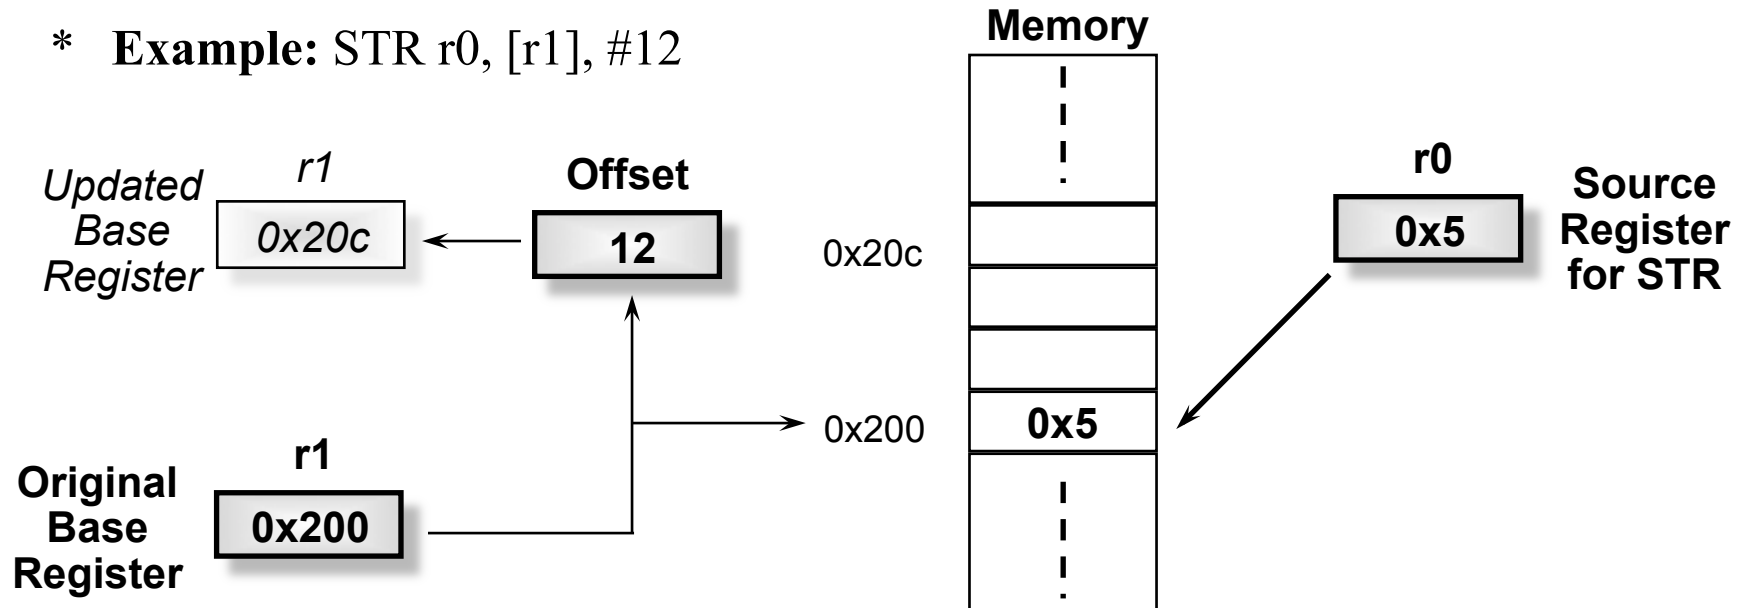 * Example: STR r0, [r1], #12
Memory
r1
Updated
Base
Register
0x20c
Offset
12
0x20c
r0
0x5
Source
Register
for STR
0x200
0x5
r1
Original
Base
Register
0x200